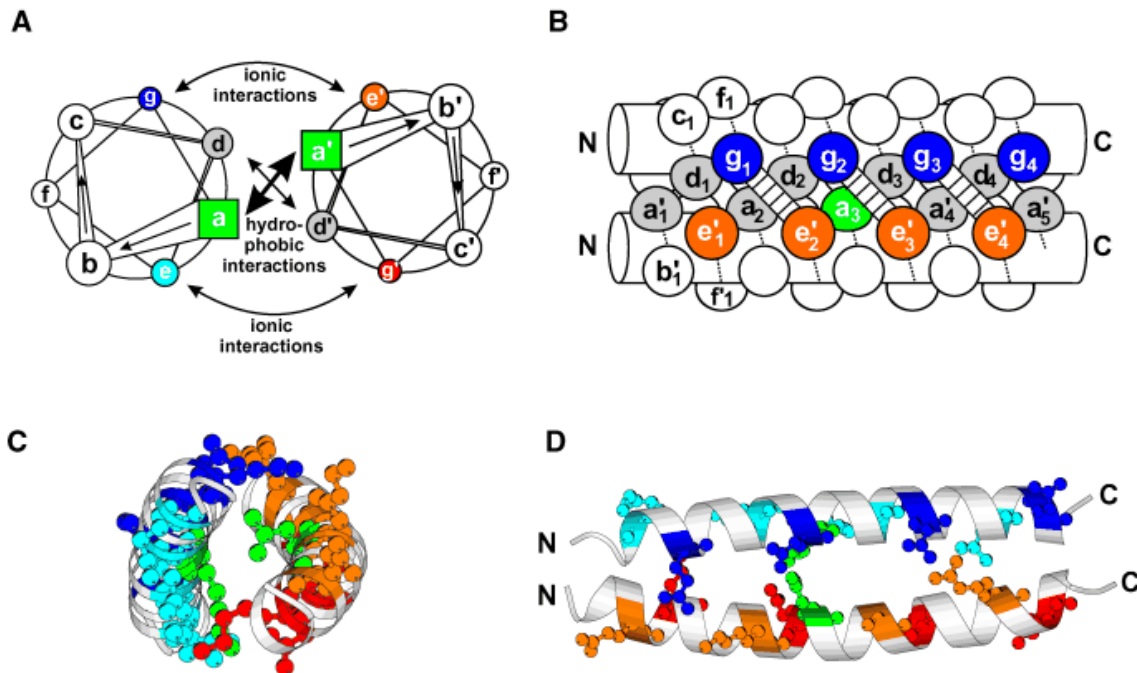 A
g
ionic
interactions
e'
c
d
b'
a'
f
f'
a
hydro-
phobic
interactions
d'
c'
b
e
g'
ionic
interactions
B
f1
c1
N
C
g1
g2
g3
g4
d1
d2
d3
d4
a'1
a2
a3
a'4
a'5
e'1
e'2
e'3
e'4
N
C
b'1
f'1
C
D
N
C
N
C